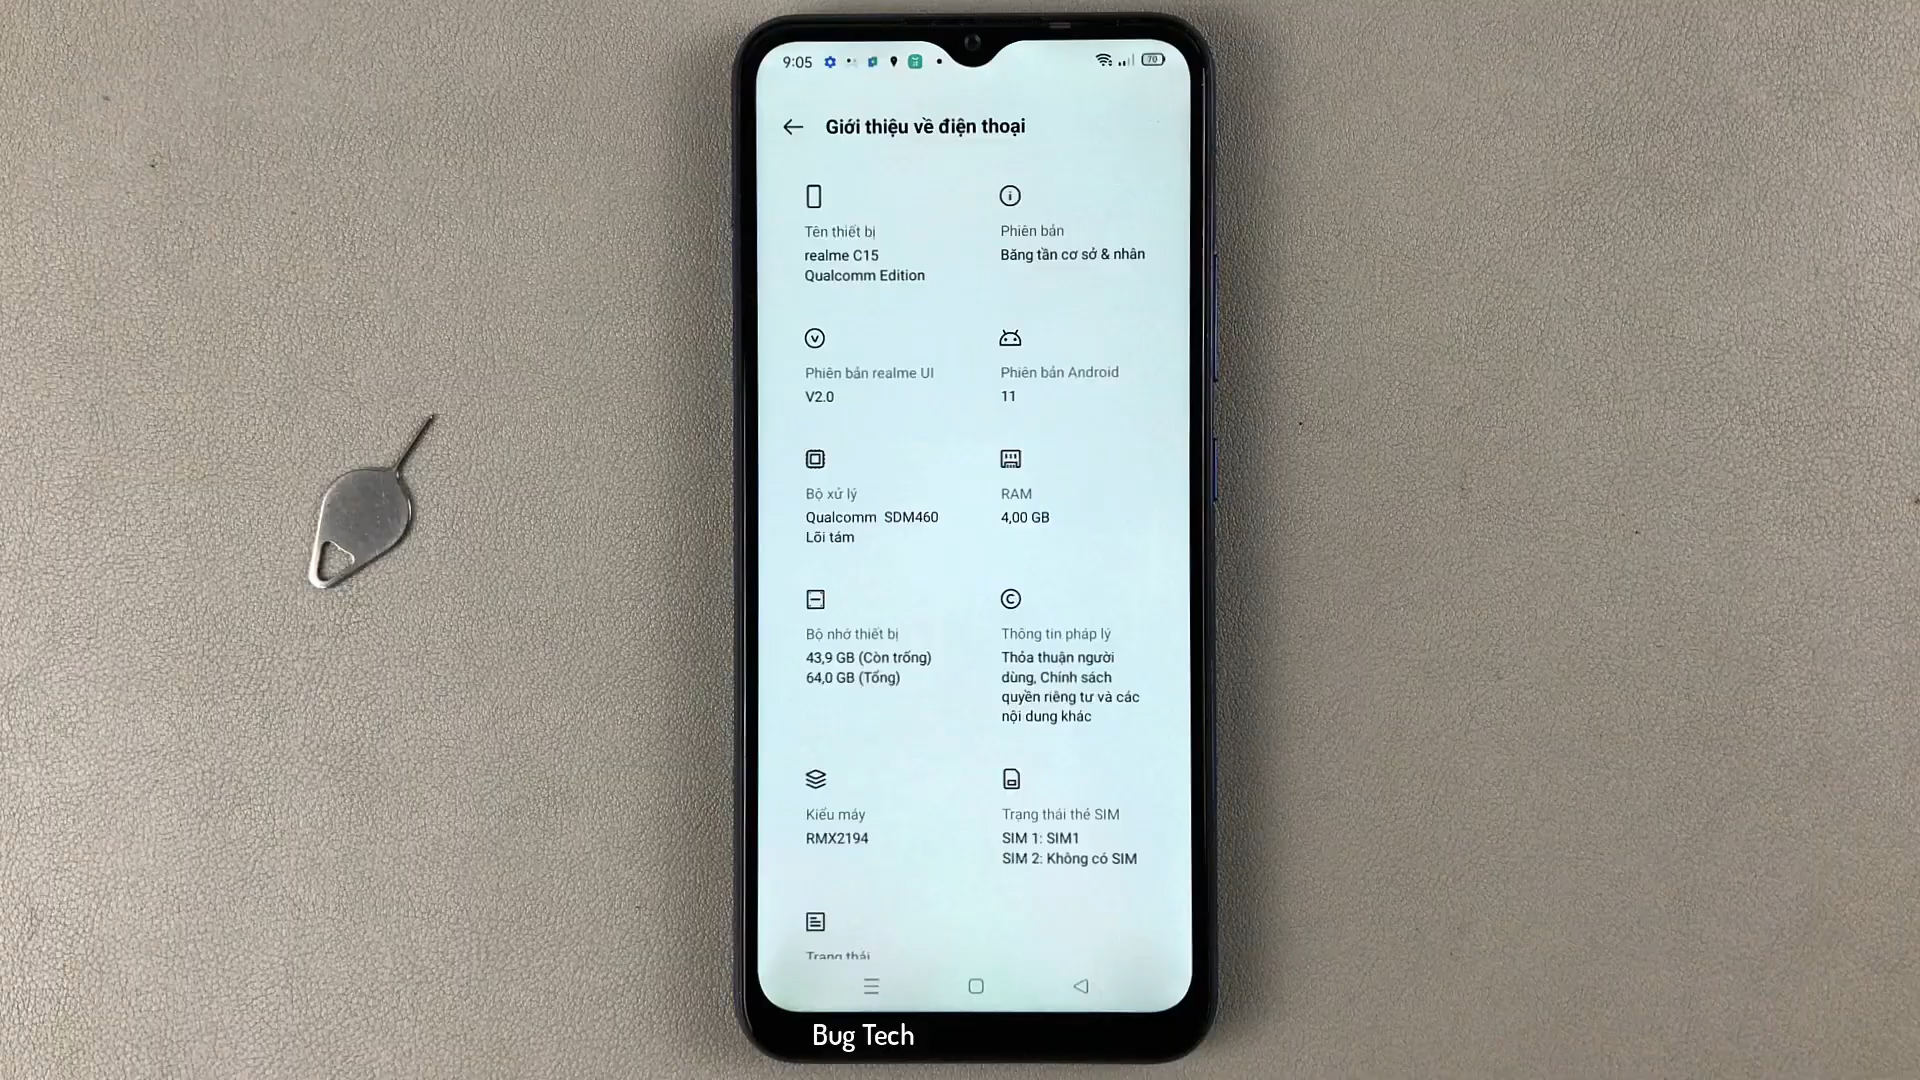 9:05
70
Giới thiệu về điện thoại
Tên thiết bị
realme C15
Qualcomm Edition
Phiên bản
Băng tần cơ sở & nhân
Phiên bản realme UI
V2.0
Phiên bản Android
11
Bộ xử lý
Qualcomm SDM460
Lõi tám
RAM
4,00 GB
Bộ nhớ thiết bị
43,9 GB (Còn trống)
64,0 GB (Tổng)
Thông tin pháp lý
Thỏa thuận người
dùng, Chính sách
quyền riêng tư và các
nội dung khác
Kiểu máy
RMX2194
Trạng thái thẻ SIM
SIM 1: SIM1
SIM 2: Không có SIM
Trạng thái
Bug Tech